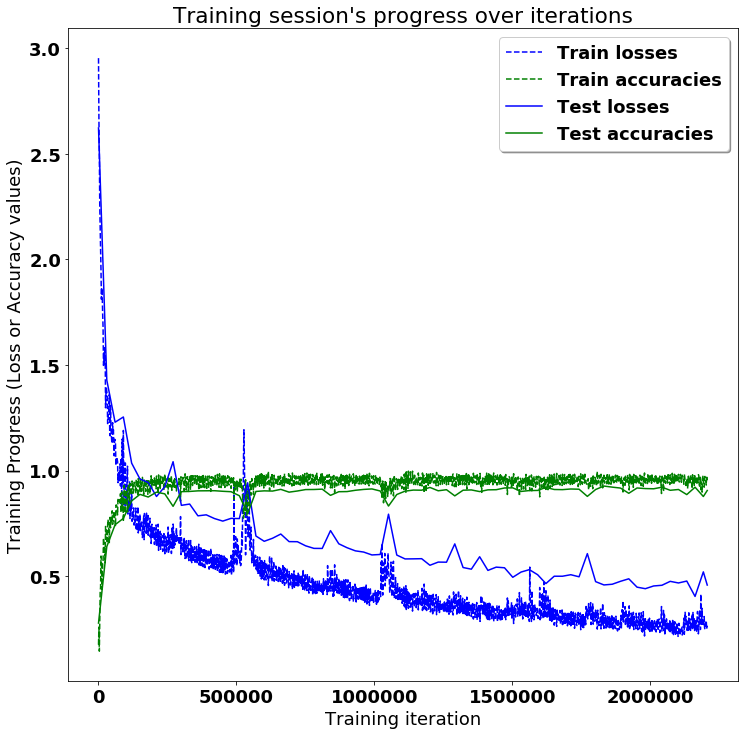 Training session's progress over iterations
3.0
2.5
2.0
1.5
1.0
0.5
Training Progress (Loss or Accuracy values)
Train losses
Train accuracies
Test losses
Test accuracies
0
500000
1000000
1500000
2000000
Training iteration